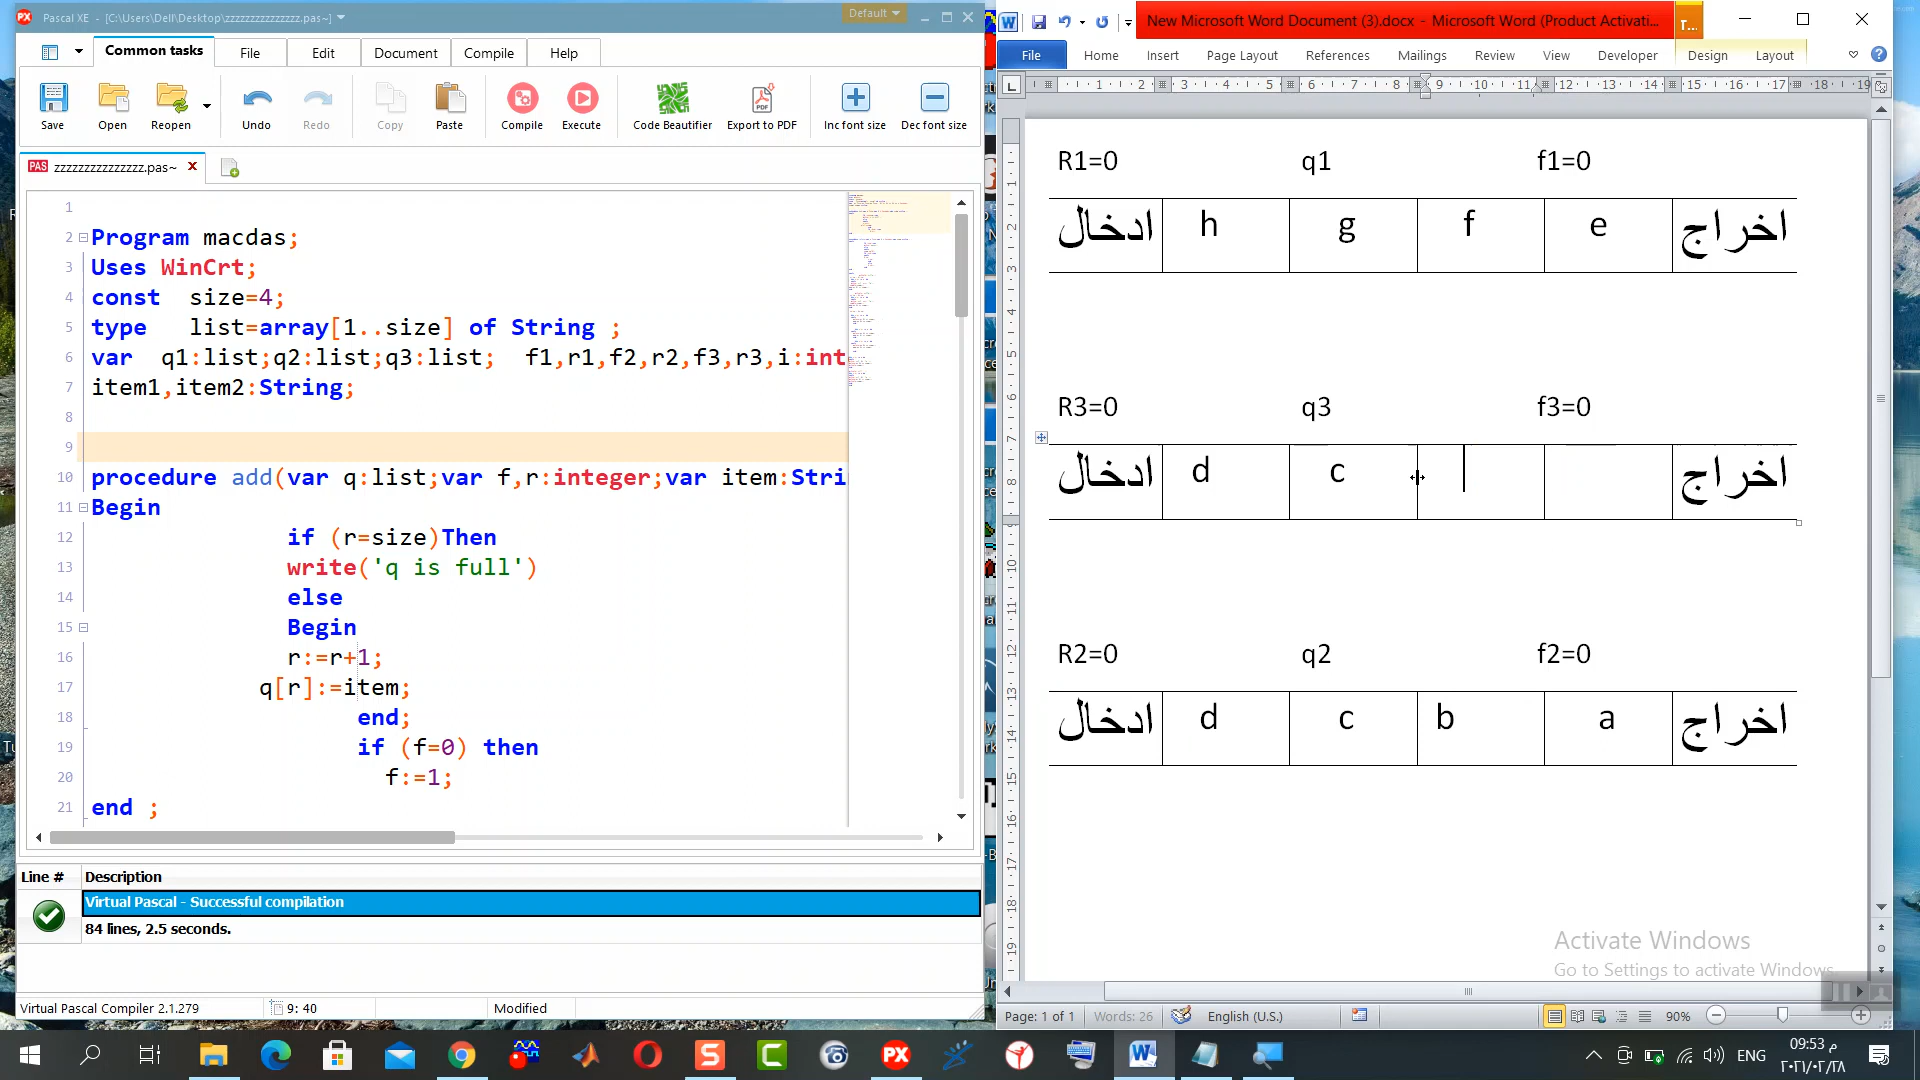 Pascal XE - [C:\Users\Dell\Desktop\zzzzzzzzzzzzzzz.pas~]
Default
Common tasks
File
Edit
Document
Compile
Help
Save
Open
Reopen
Undo
Redo
Copy
Paste
Compile
Execute
Code Beautifier
Export to PDF
Inc font size
Dec font size
PAS zzzzzzzzzzzzzzz.pas~
1
2 Program macdas;
3 Uses WinCrt;
4 const size=4;
5 type list=array[1..size] of String ;
6 var q1:list;q2:list;q3:list; f1,r1,f2,r2,f3,r3,i:int
7 item1,item2:String;
8
9
10 procedure add(var q:list;var f,r:integer;var item:Stri
11 Begin
12 if (r=size)Then
13 write('q is full')
14 else
15 Begin
16 r:=r+1;
17 q[r]:=item;
18 end;
19 if (f=0) then
20 f:=1;
21 end ;
Line # Description
Virtual Pascal - Successful compilation
84 lines, 2.5 seconds.
Virtual Pascal Compiler 2.1.279
9: 40
Modified
New Microsoft Word Document (3).docx - Microsoft Word (Product Activati...
T...
File
Home
Insert
Page Layout
References
Mailings
Review
View
Developer
Design
Layout
R1=0 q1 f1=0
ادخال h g f e اخراج
R3=0 q3 f3=0
ادخال d c اخراج
R2=0 q2 f2=0
ادخال d c b a اخراج
Activate Windows
Go to Settings to activate Windows.
Page: 1 of 1
Words: 26
English (U.S.)
90%
ENG
09:53 م
٢٠٢١/٠٢/٢٨